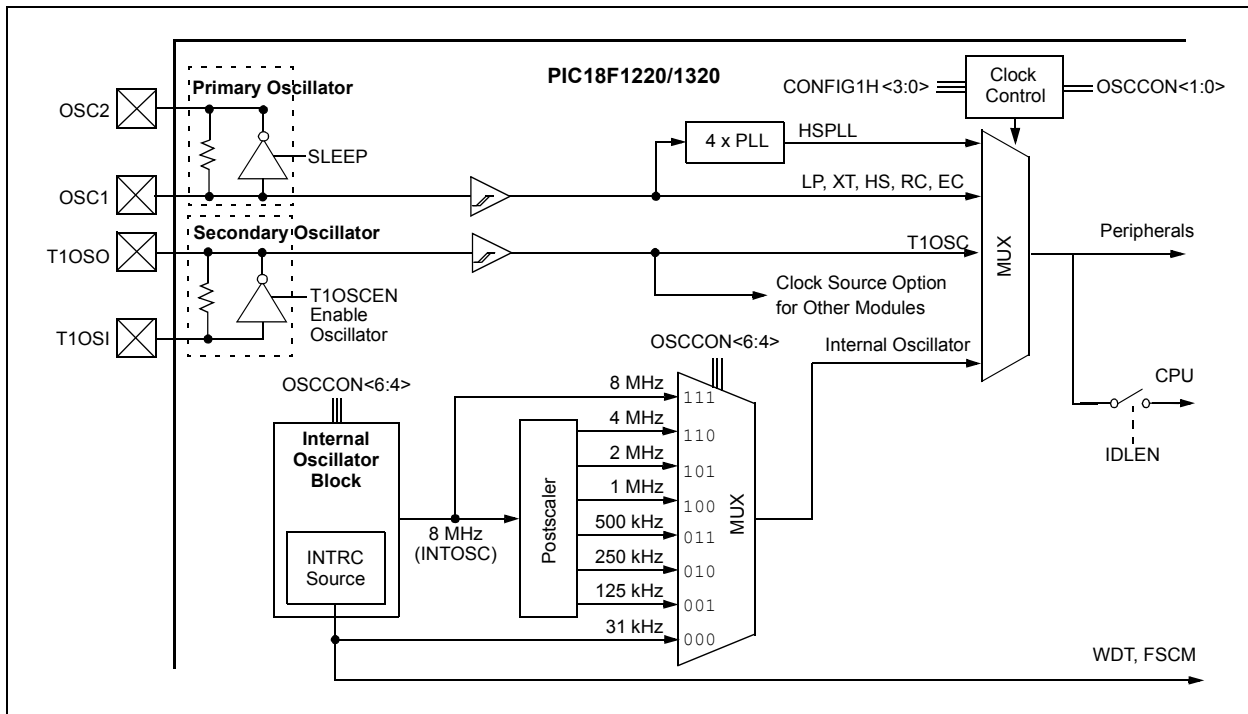 PIC18F1220/1320
Primary Oscillator
OSC2
SLEEP
OSC1
Secondary Oscillator
T1OSO
T1OSCEN
Enable
Oscillator
T1OSI
CONFIG1H <3:0>
Clock
Control
OSCCON<1:0>
4 x PLL
HSPLL
LP, XT, HS, RC, EC
T1OSC
Clock Source Option
for Other Modules
Internal Oscillator
MUX
Peripherals
CPU
IDLEN
OSCCON<6:4>
Internal
Oscillator
Block
INTRC
Source
8 MHz
(INTOSC)
Postscaler
OSCCON<6:4>
8 MHz
111
4 MHz
110
2 MHz
101
1 MHz
100
500 kHz
011
250 kHz
010
125 kHz
001
31 kHz
000
MUX
WDT, FSCM